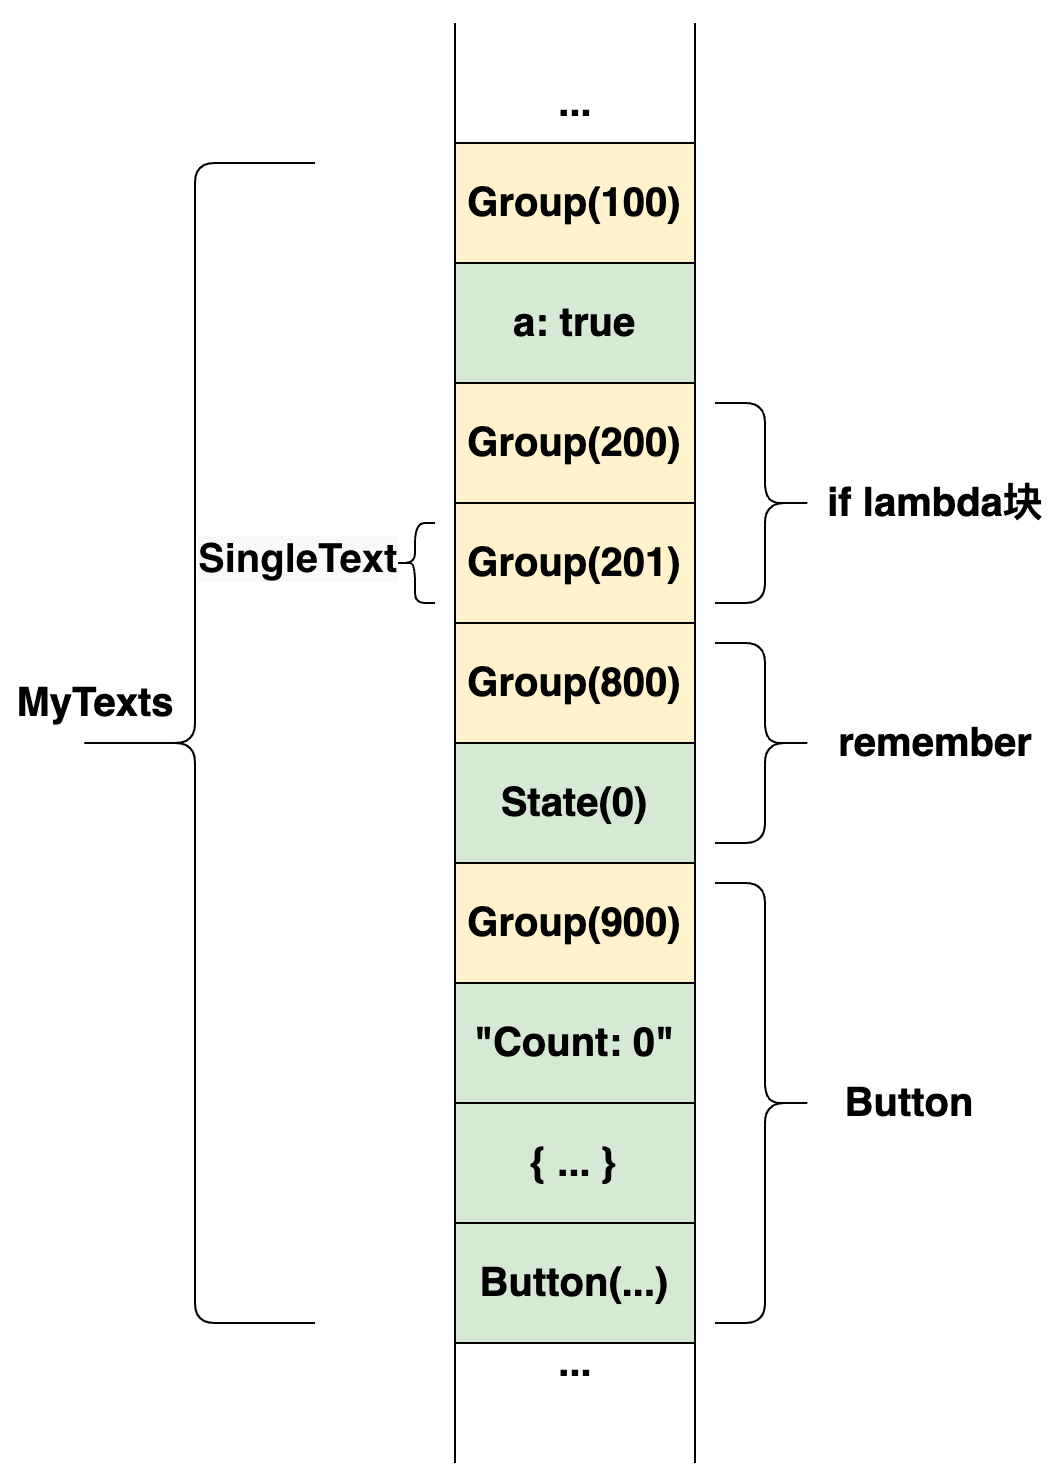 ...
Group(100)
a: true
Group(200)
if lambda块
SingleText
Group(201)
Group(800)
MyTexts
remember
State(0)
Group(900)
"Count: 0"
Button
{ ... }
Button(...)
...